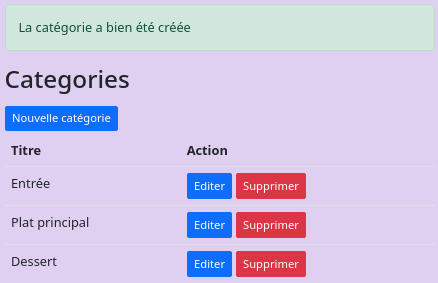 La catégorie a bien été créée
Categories
Nouvelle catégorie
Titre Action
Entrée Editer Supprimer
Plat principal Editer Supprimer
Dessert Editer Supprimer